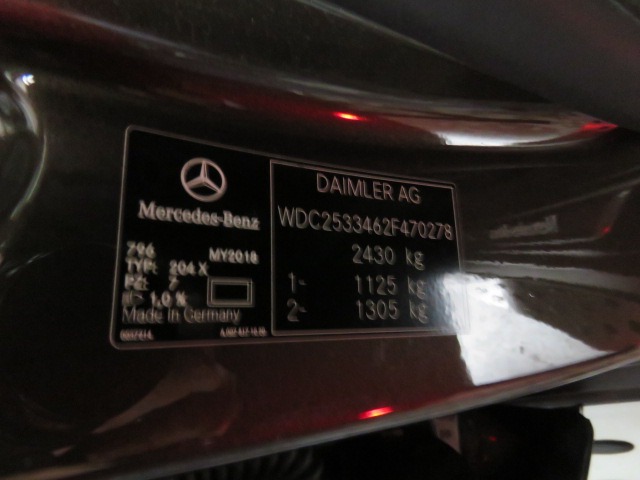 Mercedes-Benz
796 MY2018
TYP: 204 X
PZ: 7
1,0 %
Made In Germany
DAIMLER AG
WDC2533462F470278
2430 kg
1- 1125 kg
2- 1305 kg